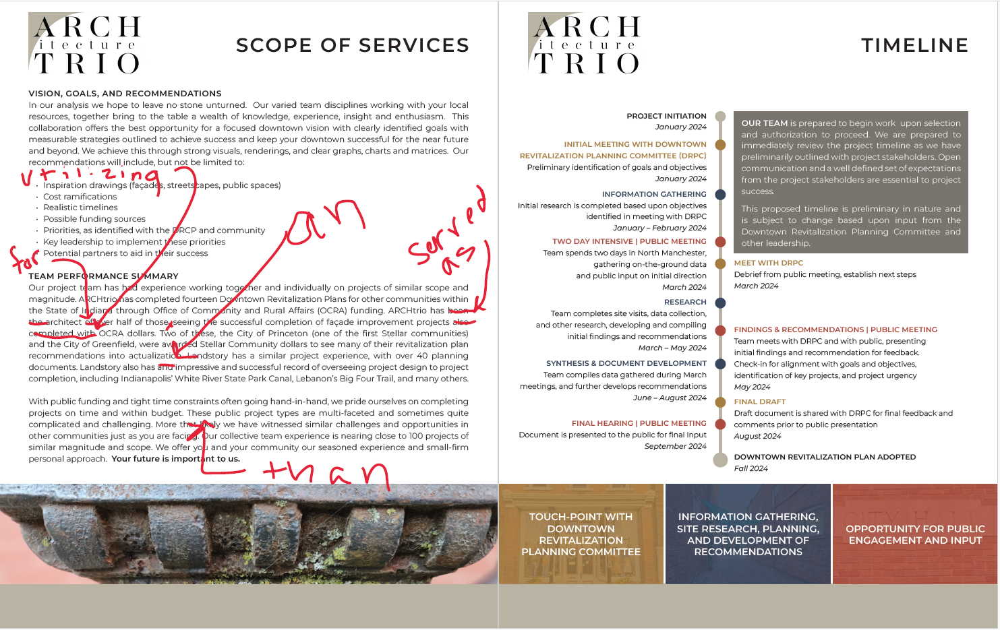 ARCH
itecture
TRIO
SCOPE OF SERVICES
VISION, GOALS, AND RECOMMENDATIONS
In our analysis we hope to leave no stone unturned.  Our varied team disciplines working with your local
resources, together bring to the table a wealth of knowledge, experience, insight and enthusiasm.  This
collaboration offers the best opportunity for a focused downtown vision with clearly identified goals with
measurable strategies outlined to achieve success and keep your downtown successful for the near future
and beyond. We achieve this through strong visuals, renderings, and clear graphs, charts and matrices.  Our
recommendations will include, but not be limited to:
utilizing
· Inspiration drawings (façades, streetscapes, public spaces)
· Cost ramifications
· Realistic timelines
· Possible funding sources
· Priorities, as identified with the DRCP and community
· Key leadership to implement these priorities
· Potential partners to aid in their success
an
served
as
for
TEAM PERFORMANCE SUMMARY
Our project team has had experience working together and individually on projects of similar scope and
magnitude. ARCHtrio has completed fourteen Downtown Revitalization Plans for other communities within
the State of Indiana through Office of Community and Rural Affairs (OCRA) funding. ARCHtrio has been
the architect of over half of those, seeing the successful completion of façade improvement projects also
completed with OCRA dollars. Two of these, the City of Princeton (one of the first Stellar communities)
and the City of Greenfield, were awarded Stellar Community dollars to see many of their revitalization plan
recommendations into actualization. Landstory has a similar project experience, with over 40 planning
documents. Landstory also has and impressive and successful record of overseeing project design to project
completion, including Indianapolis' White River State Park Canal, Lebanon's Big Four Trail, and many others.
With public funding and tight time constraints often going hand-in-hand, we pride ourselves on completing
projects on time and within budget. These public project types are multi-faceted and sometimes quite
complicated and challenging. More that likely we have witnessed similar challenges and opportunities in
other communities just as you are facing. Our collective team experience is nearing close to 100 projects of
similar magnitude and scope. We offer you and your community our seasoned experience and small-firm
personal approach.  Your future is important to us.
than
ARCH
itecture
TRIO
TIMELINE
PROJECT INITIATION
January 2024
INITIAL MEETING WITH DOWNTOWN
REVITALIZATION PLANNING COMMITTEE (DRPC)
Preliminary identification of goals and objectives
January 2024
INFORMATION GATHERING
Initial research is completed based upon objectives
identified in meeting with DRPC
January – February 2024
TWO DAY INTENSIVE | PUBLIC MEETING
Team spends two days in North Manchester,
gathering on-the-ground data
and public input on initial direction
March 2024
RESEARCH
Team completes site visits, data collection,
and other research, developing and compiling
initial findings and recommendations
March – May 2024
SYNTHESIS & DOCUMENT DEVELOPMENT
Team compiles data gathered during March
meetings, and further develops recommendations
June – August 2024
FINAL HEARING | PUBLIC MEETING
Document is presented to the public for final input
September 2024
OUR TEAM is prepared to begin work  upon selection
and authorization to proceed. We are prepared to
immediately review the project timeline as we have
preliminarily outlined with project stakeholders. Open
communication and a well defined set of expectations
from the project stakeholders are essential to project
success.
This proposed timeline is preliminary in nature and
is subject to change based upon input from the
Downtown Revitalization Planning Committee and
other leadership.
MEET WITH DRPC
Debrief from public meeting, establish next steps
March 2024
FINDINGS & RECOMMENDATIONS | PUBLIC MEETING
Team meets with DRPC and with public, presenting
initial findings and recommendation for feedback.
Check-in for alignment with goals and objectives,
identification of key projects, and project urgency
May 2024
FINAL DRAFT
Draft document is shared with DRPC for final feedback and
comments prior to public presentation
August 2024
DOWNTOWN REVITALIZATION PLAN ADOPTED
Fall 2024
TOUCH-POINT WITH
DOWNTOWN
REVITALIZATION
PLANNING COMMITTEE
INFORMATION GATHERING,
SITE RESEARCH, PLANNING,
AND DEVELOPMENT OF
RECOMMENDATIONS
CITY HALL
OPPORTUNITY FOR PUBLIC
ENGAGEMENT AND INPUT